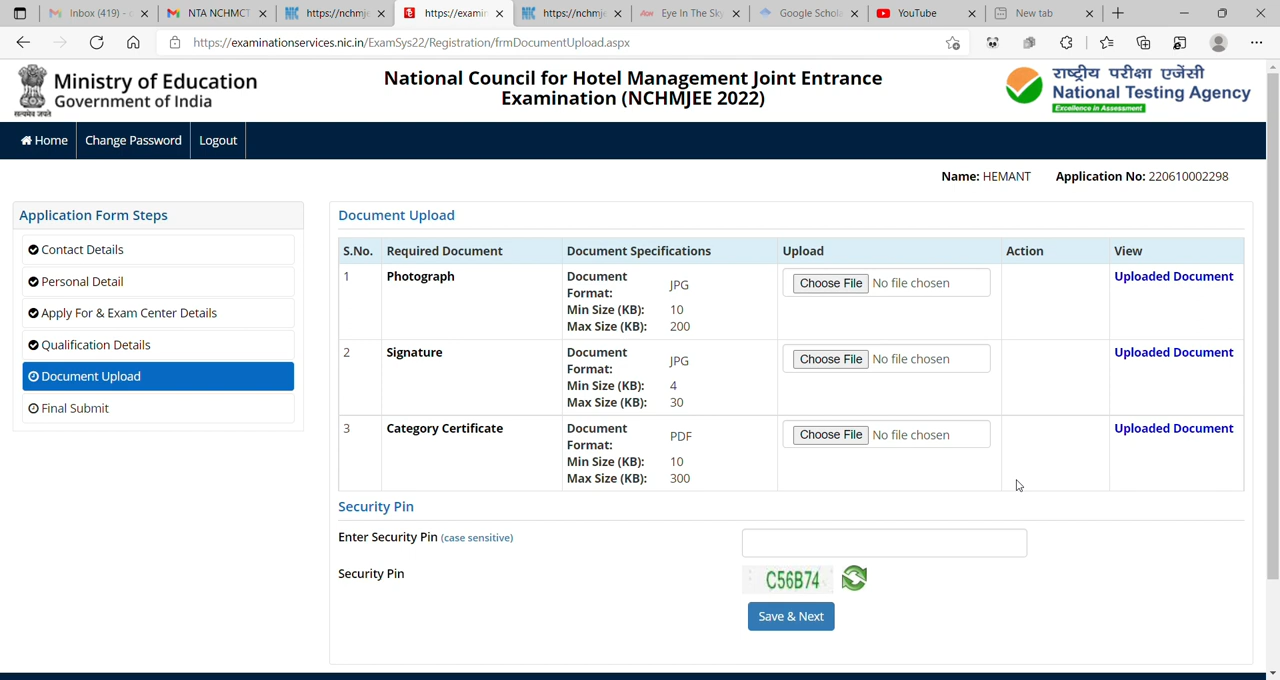 Inbox (419) - c
NTA NCHMCT
https://nchmje
https://examin
https://nchmje
Aow Eye In The Sky
Google Schola
YouTube
New tab
https://examinationservices.nic.in/ExamSys22/Registration/frmDocumentUpload.aspx
सत्यमेव जयते
Ministry of Education
Government of India
National Council for Hotel Management Joint Entrance
Examination (NCHMJEE 2022)
राष्ट्रीय परीक्षा एजेंसी
National Testing Agency
Excellence in Assessment
Home Change Password Logout
Name: HEMANT Application No: 220610002298
Application Form Steps
Contact Details
Personal Detail
Apply For & Exam Center Details
Qualification Details
Document Upload
Final Submit
Document Upload
S.No. Required Document Document Specifications Upload Action View
1 Photograph Document Format: JPG Choose File No file chosen Uploaded Document
Min Size (KB): 10
Max Size (KB): 200
2 Signature Document Format: JPG Choose File No file chosen Uploaded Document
Min Size (KB): 4
Max Size (KB): 30
3 Category Certificate Document Format: PDF Choose File No file chosen Uploaded Document
Min Size (KB): 10
Max Size (KB): 300
Security Pin
Enter Security Pin (case sensitive)
Security Pin C56B74
Save & Next